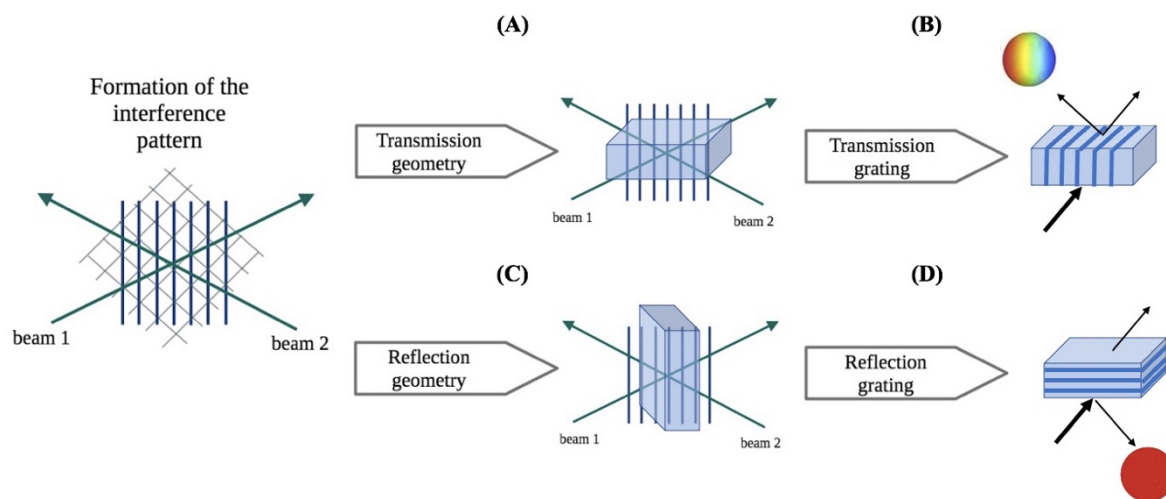 (A)
(B)
Formation of the
interference
pattern
Transmission
geometry
Transmission
grating
beam 1
beam 2
(C)
(D)
beam 1
beam 2
Reflection
geometry
Reflection
grating
beam 1
beam 2